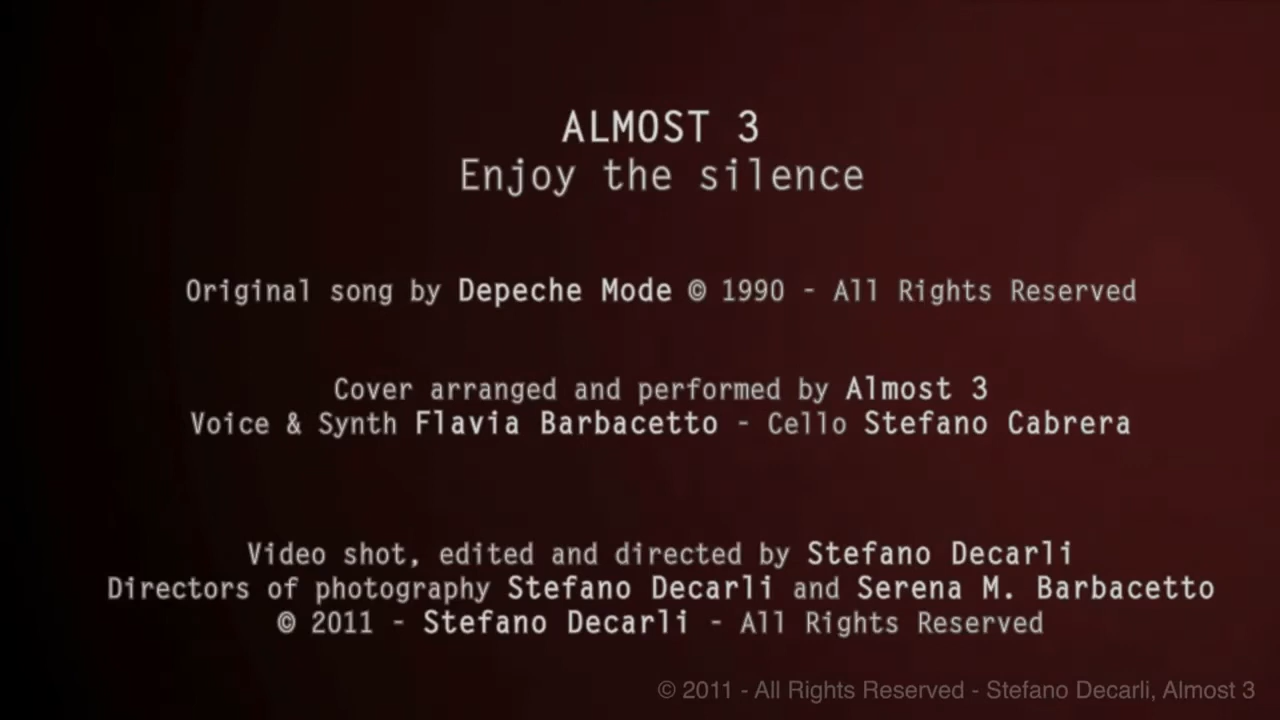 ALMOST 3
Enjoy the silence
Original song by Depeche Mode © 1990 - All Rights Reserved
Cover arranged and performed by Almost 3
Voice & Synth Flavia Barbacetto - Cello Stefano Cabrera
Video shot, edited and directed by Stefano Decarli
Directors of photography Stefano Decarli and Serena M. Barbacetto
© 2011 - Stefano Decarli - All Rights Reserved
© 2011 - All Rights Reserved - Stefano Decarli, Almost 3